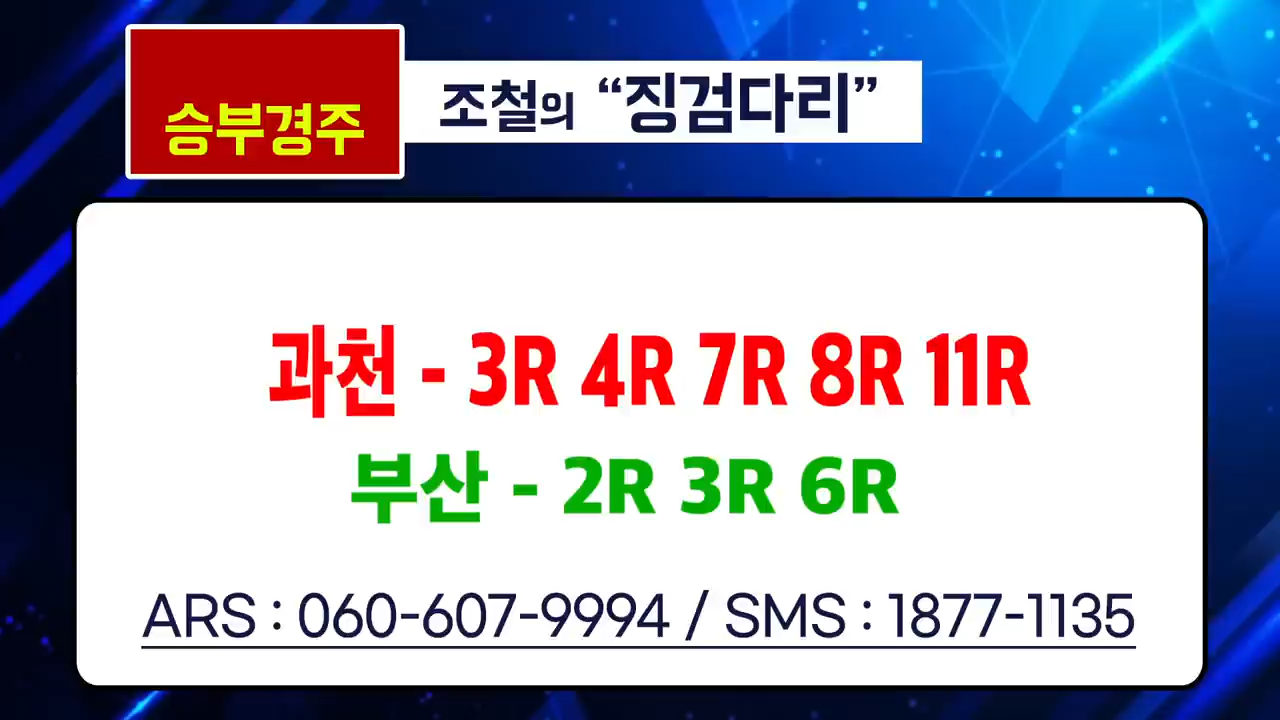 승부경주
조철의 “징검다리”
과천 - 3R 4R 7R 8R 11R
부산 - 2R 3R 6R
ARS : 060-607-9994 / SMS : 1877-1135